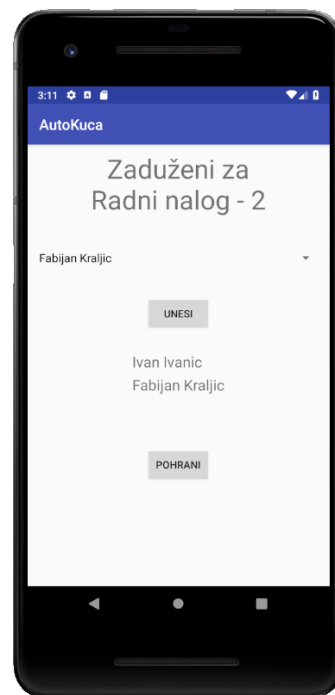 3:11
AutoKuca
Zaduženi za
Radni nalog - 2
Fabijan Kraljic
UNESI
Ivan Ivanic
Fabijan Kraljic
POHRANI